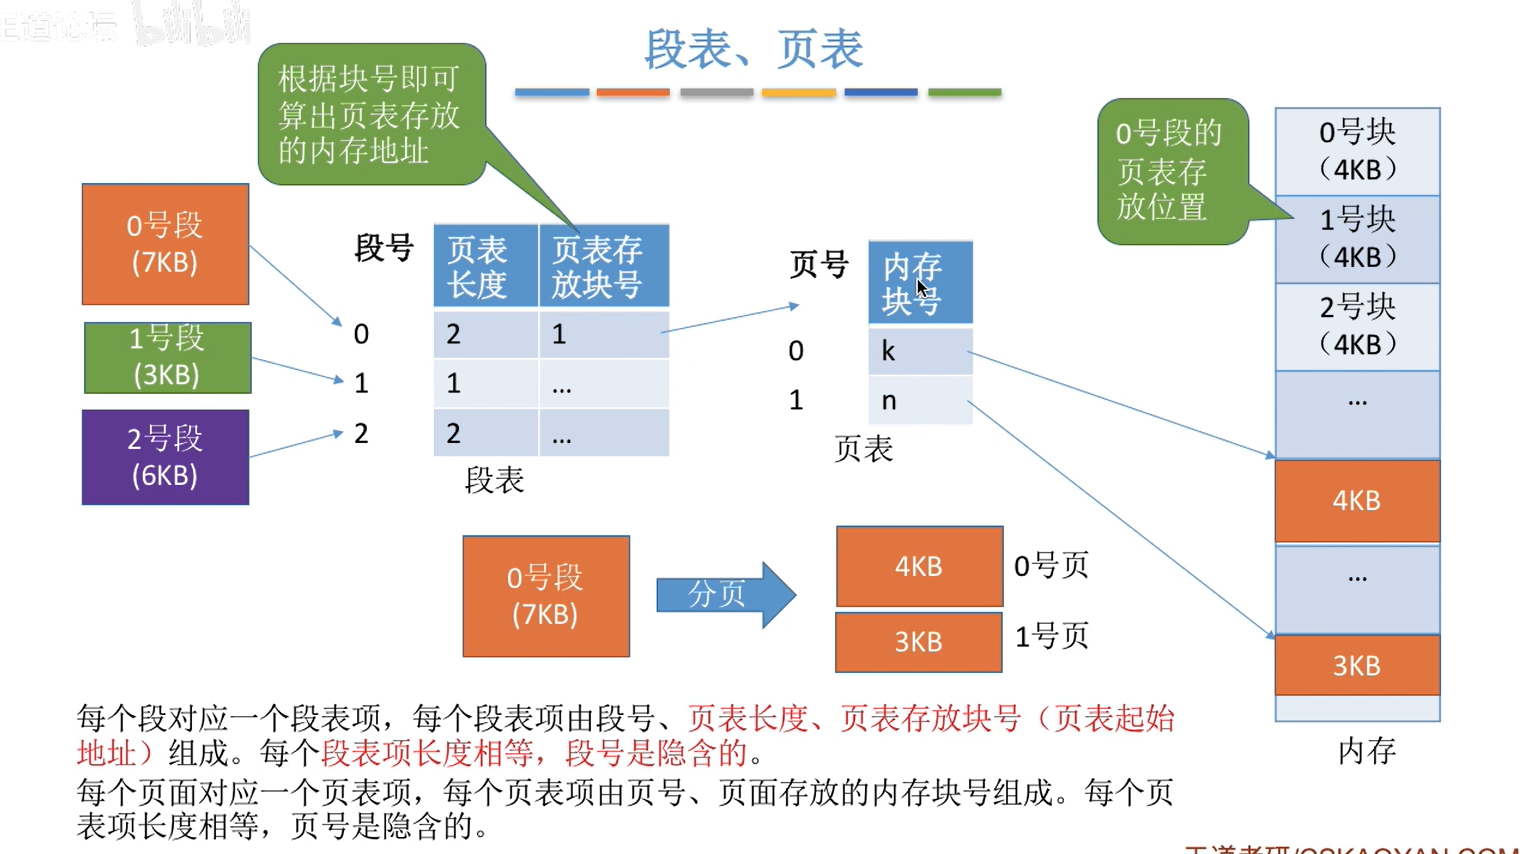 王道论坛 bilibili
段表、页表
根据块号即可
算出页表存放
的内存地址
0号段
(7KB)
1号段
(3KB)
2号段
(6KB)
段号
页表
长度
页表存
放块号
0
2
1
1
1
...
2
2
...
段表
页号
内存
块号
0
k
1
n
页表
0号段的
页表存
放位置
0号块
（4KB）
1号块
（4KB）
2号块
（4KB）
...
4KB
...
3KB
内存
0号段
(7KB)
分页
4KB
0号页
3KB
1号页
每个段对应一个段表项，每个段表项由段号、页表长度、页表存放块号（页表起始
地址）组成。每个段表项长度相等，段号是隐含的。
每个页面对应一个页表项，每个页表项由页号、页面存放的内存块号组成。每个页
表项长度相等，页号是隐含的。
王道考研/CSKAOYAN.COM